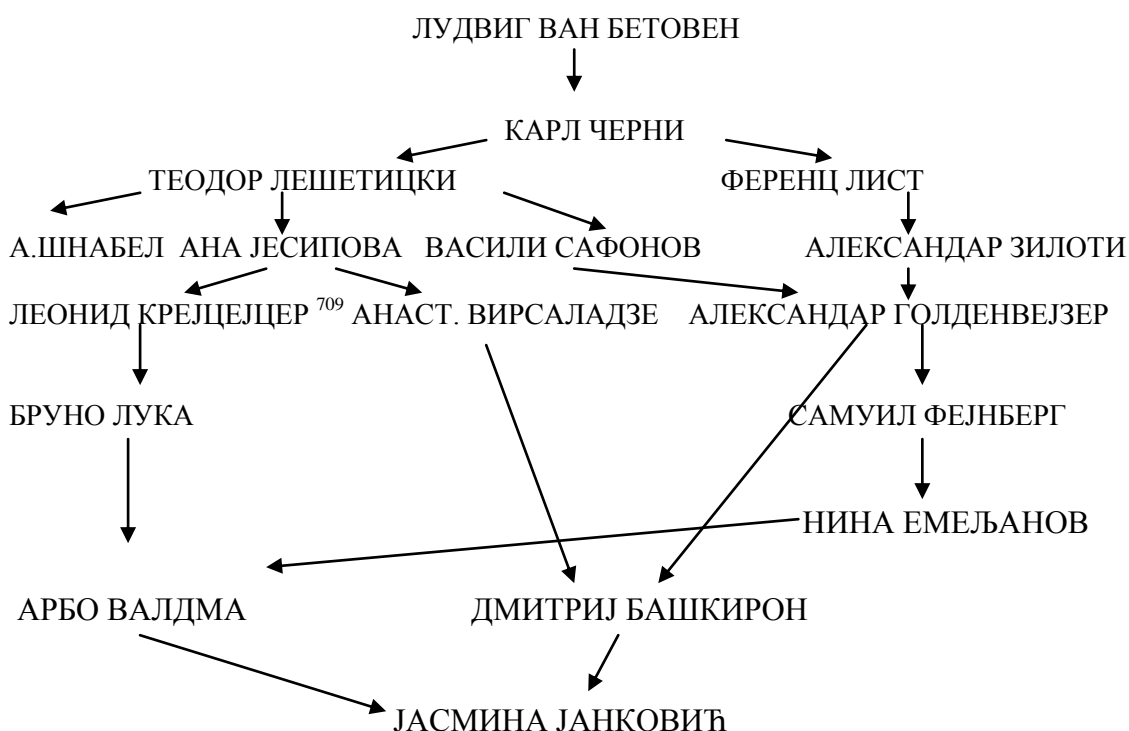 ЛУДВИГ ВАН БЕТОВЕН
КАРЛ ЧЕРНИ
ТЕОДОР ЛЕШЕТИЦКИ ФЕРЕНЦ ЛИСТ
А.ШНАБЕЛ АНА ЈЕСИПОВА ВАСИЛИ САФОНОВ АЛЕКСАНДАР ЗИЛОТИ
ЛЕОНИД КРЕЈЦЕЈЦЕР 709 АНАСТ. ВИРСАЛАДЗЕ АЛЕКСАНДАР ГОЛДЕНВЕЈЗЕР
БРУНО ЛУКА САМУИЛ ФЕЈНБЕРГ
НИНА ЕМЕЉАНОВ
АРБО ВАЛДМА ДМИТРИЈ БАШКИРОН
ЈАСМИНА ЈАНКОВИЋ